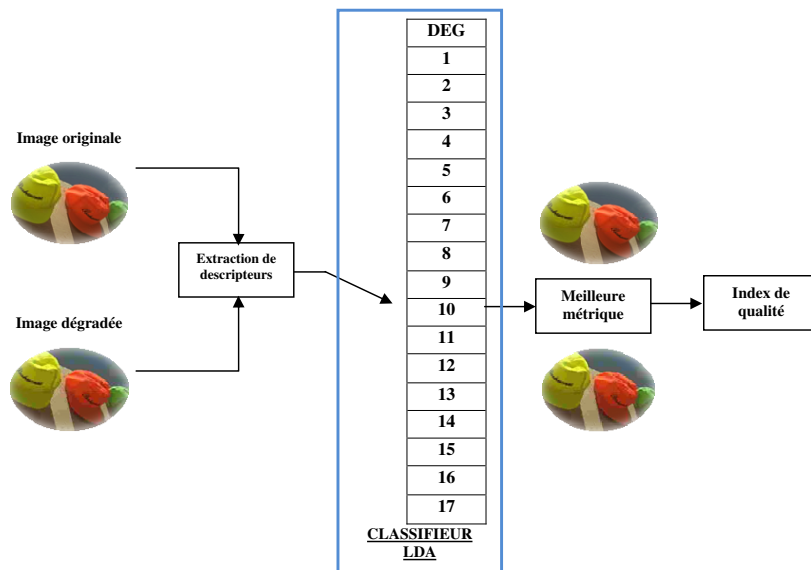 Image originale
Image dégradée
Extraction de
descripteurs
DEG
1
2
3
4
5
6
7
8
9
10
11
12
13
14
15
16
17
CLASSIFIEUR
LDA
Meilleure
métrique
Index de
qualité